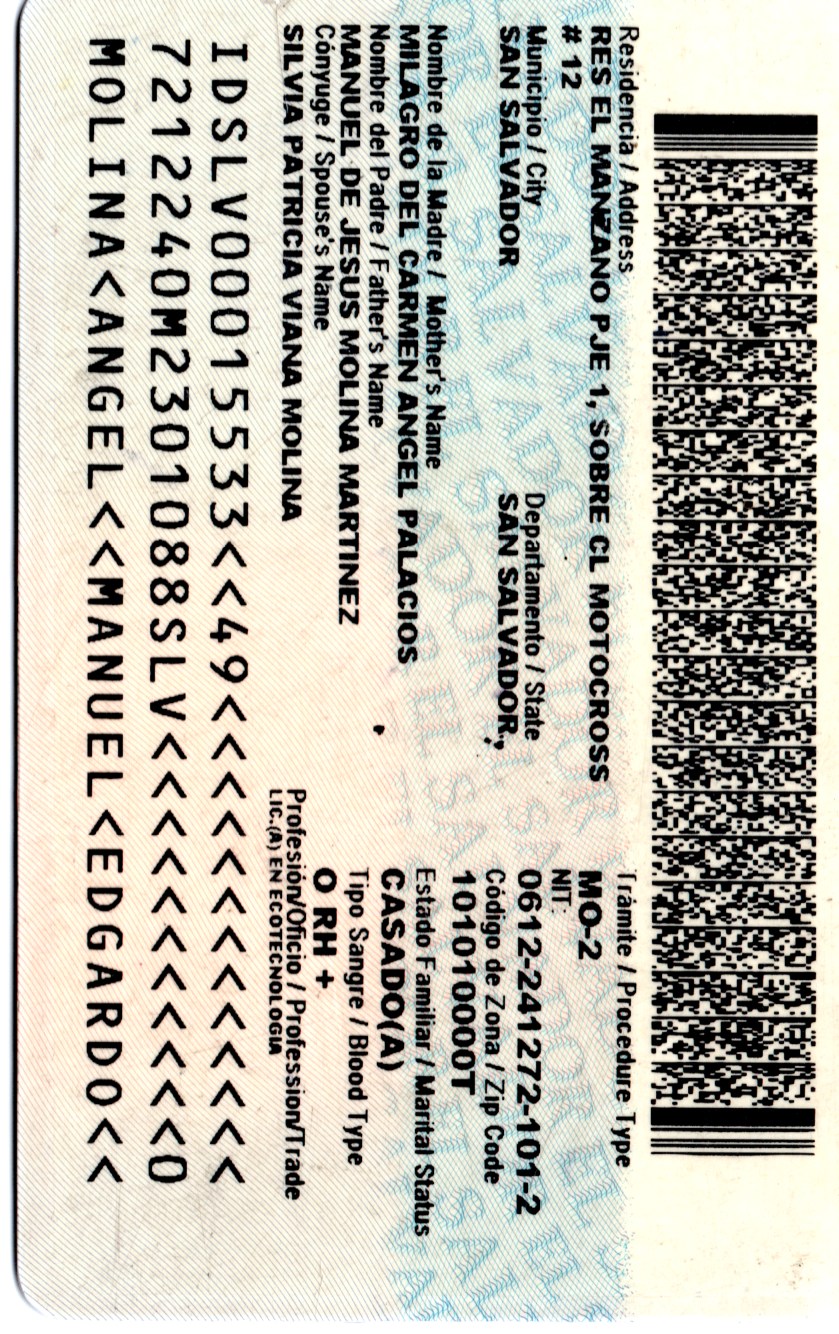 Residencia / Address
RES EL MANZANO PJE 1, SOBRE CL MOTOCROSS
# 12
Municipio / City
SAN SALVADOR
Departamento / State
SAN SALVADOR,
Nombre de la Madre / Mother's Name
MILAGRO DEL CARMEN ANGEL PALACIOS
Nombre del Padre / Father's Name
MANUEL DE JESUS MOLINA MARTINEZ
Cónyuge / Spouse's Name
SILVIA PATRICIA VIANA MOLINA
Trámite / Procedure Type
MO-2
NIT:
0612-241272-101-2
Código de Zona / Zip Code
101010000T
Estado Familiar / Marital Status
CASADO(A)
Tipo Sangre / Blood Type
O RH +
Profesión/Oficio / Profession/Trade
LIC.(A) EN ECOTECNOLOGIA
IDSLV00015533<<49<<<<<<<<<<<<<
7212240M2301088SLV<<<<<<<<<<<0
MOLINA<ANGEL<<MANUEL<EDGARDO<<